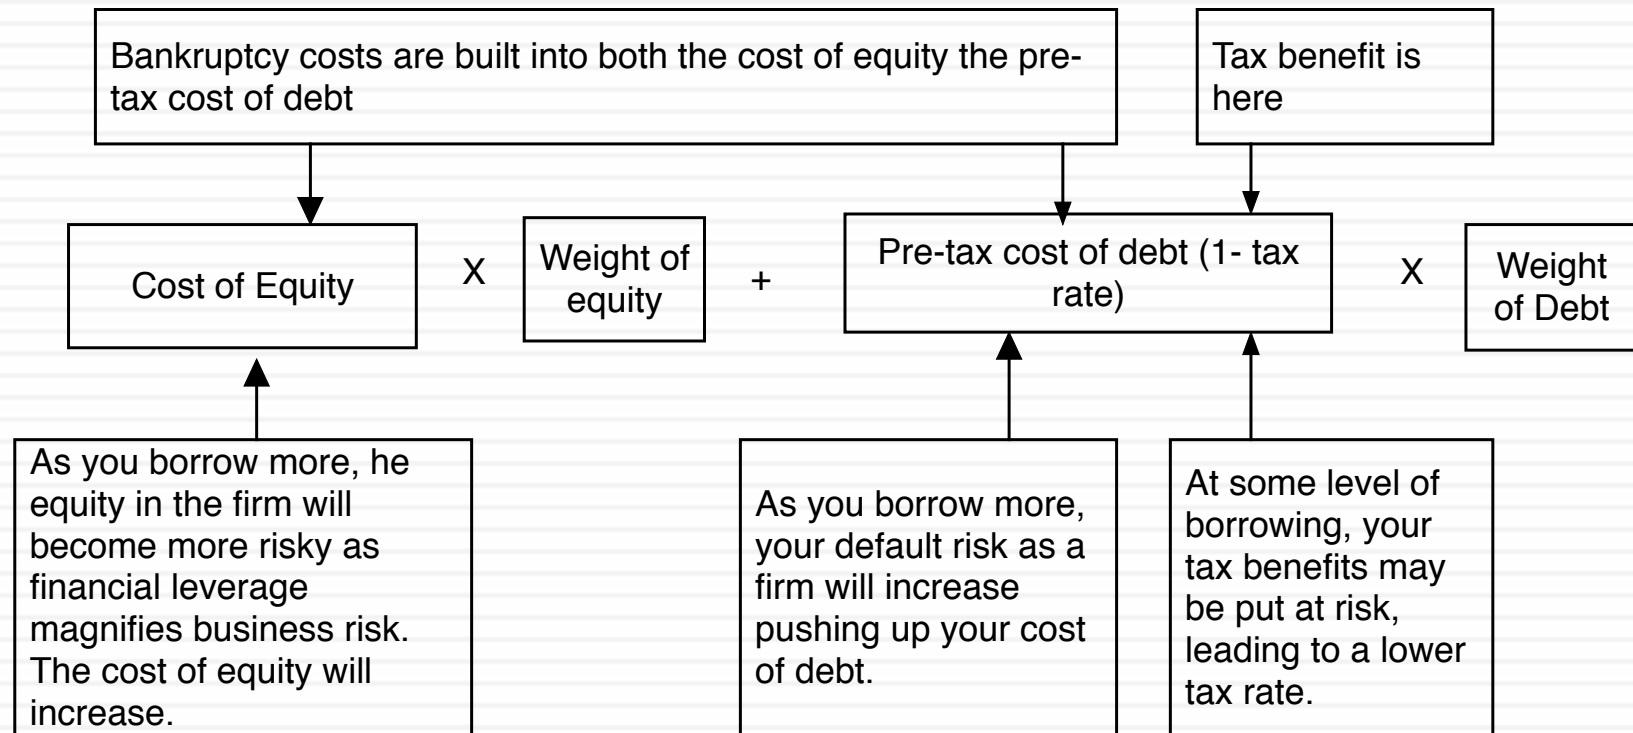 Bankruptcy costs are built into both the cost of equity the pre-
tax cost of debt
Tax benefit is
here
Cost of Equity
X
Weight of
equity
+
Pre-tax cost of debt (1- tax
rate)
X
Weight
of Debt
As you borrow more, he
equity in the firm will
become more risky as
financial leverage
magnifies business risk.
The cost of equity will
increase.
As you borrow more,
your default risk as a
firm will increase
pushing up your cost
of debt.
At some level of
borrowing, your
tax benefits may
be put at risk,
leading to a lower
tax rate.